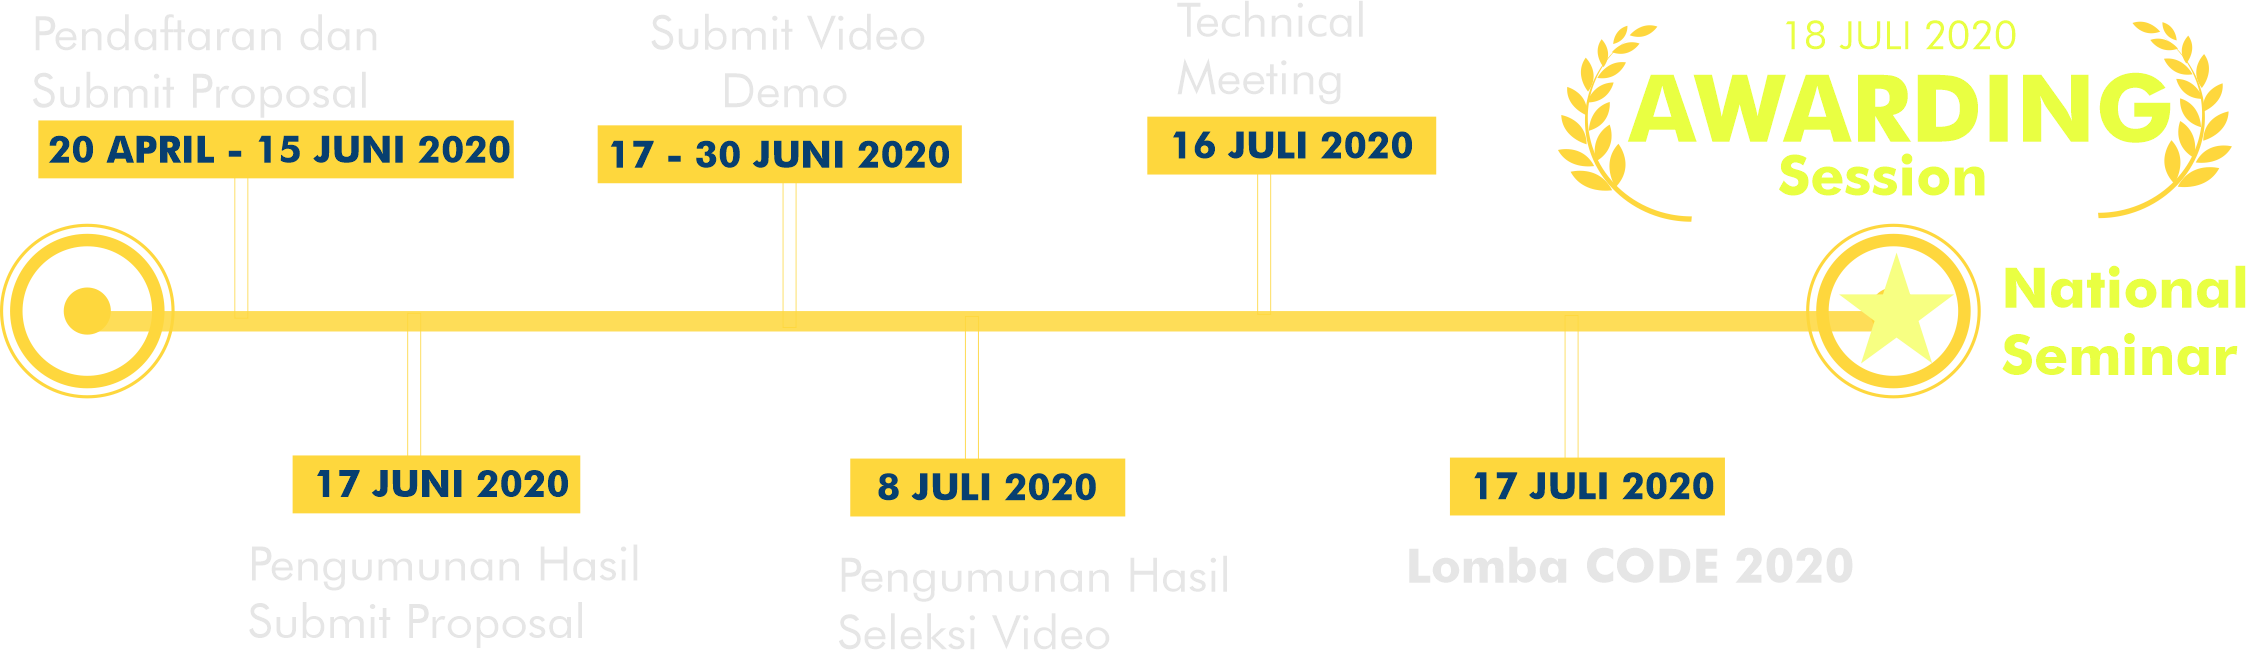 Pendaftaran dan
Submit Proposal
20 APRIL - 15 JUNI 2020
17 JUNI 2020
Pengumunan Hasil
Submit Proposal
Submit Video
Demo
17 - 30 JUNI 2020
8 JULI 2020
Pengumunan Hasil
Seleksi Video
Technical
Meeting
16 JULI 2020
17 JULI 2020
Lomba CODE 2020
18 JULI 2020
AWARDING
Session
National
Seminar